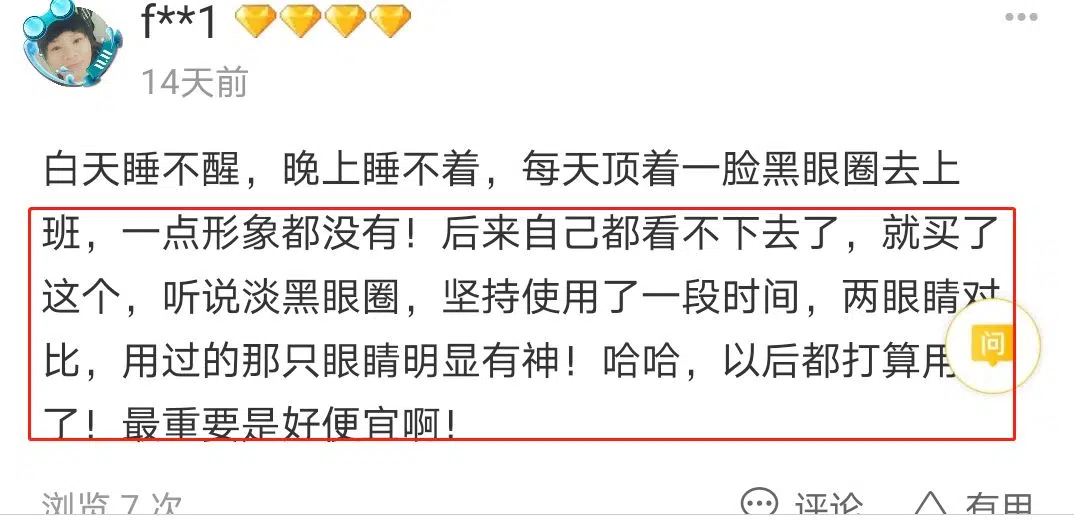 f**1
14天前
白天睡不醒，晚上睡不着，每天顶着一脸黑眼圈去上
班，一点形象都没有！后来自己都看不下去了，就买了
这个，听说淡黑眼圈，坚持使用了一段时间，两眼睛对
比，用过的那只眼睛明显有神！哈哈，以后都打算用
问
了！最重要是好便宜啊！
浏览 7 次
评论
有用